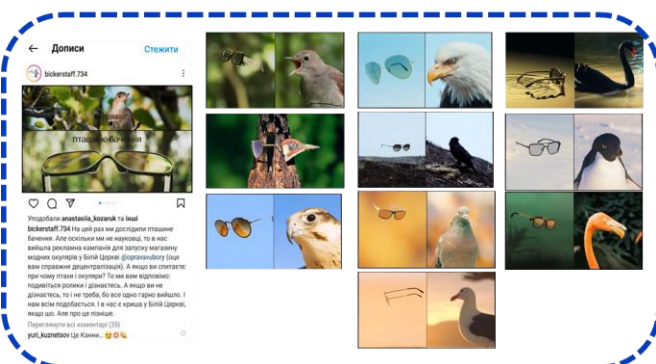 Дописи
Стежити
bickerstaff.734
пташине бачення
Уподобали anastasiia_kozaruk та інші
bickerstaff.734 На цей раз ми дослідили пташине
бачення. Але оскільки ми не науковці, то в нас
вийшла рекламна кампанія для запуску магазину
модних окулярів у Білій Церкві @opravavubory (оце
вам справжня децентралізація). А якщо ви спитаєте:
при чому птахи і окуляри? То ми вам відповімо:
подивіться ролики і дізнаєтесь. А якщо ви не
дізнаєтесь, то і не треба, бо все одно гарно вийшло. І
нам всім подобається. І в нас є криша у Білій Церкві,
якщо шо. Але про це пізніше.
Переглянути всі коментарі (35)
yuri_kuznetsov Це Канни...